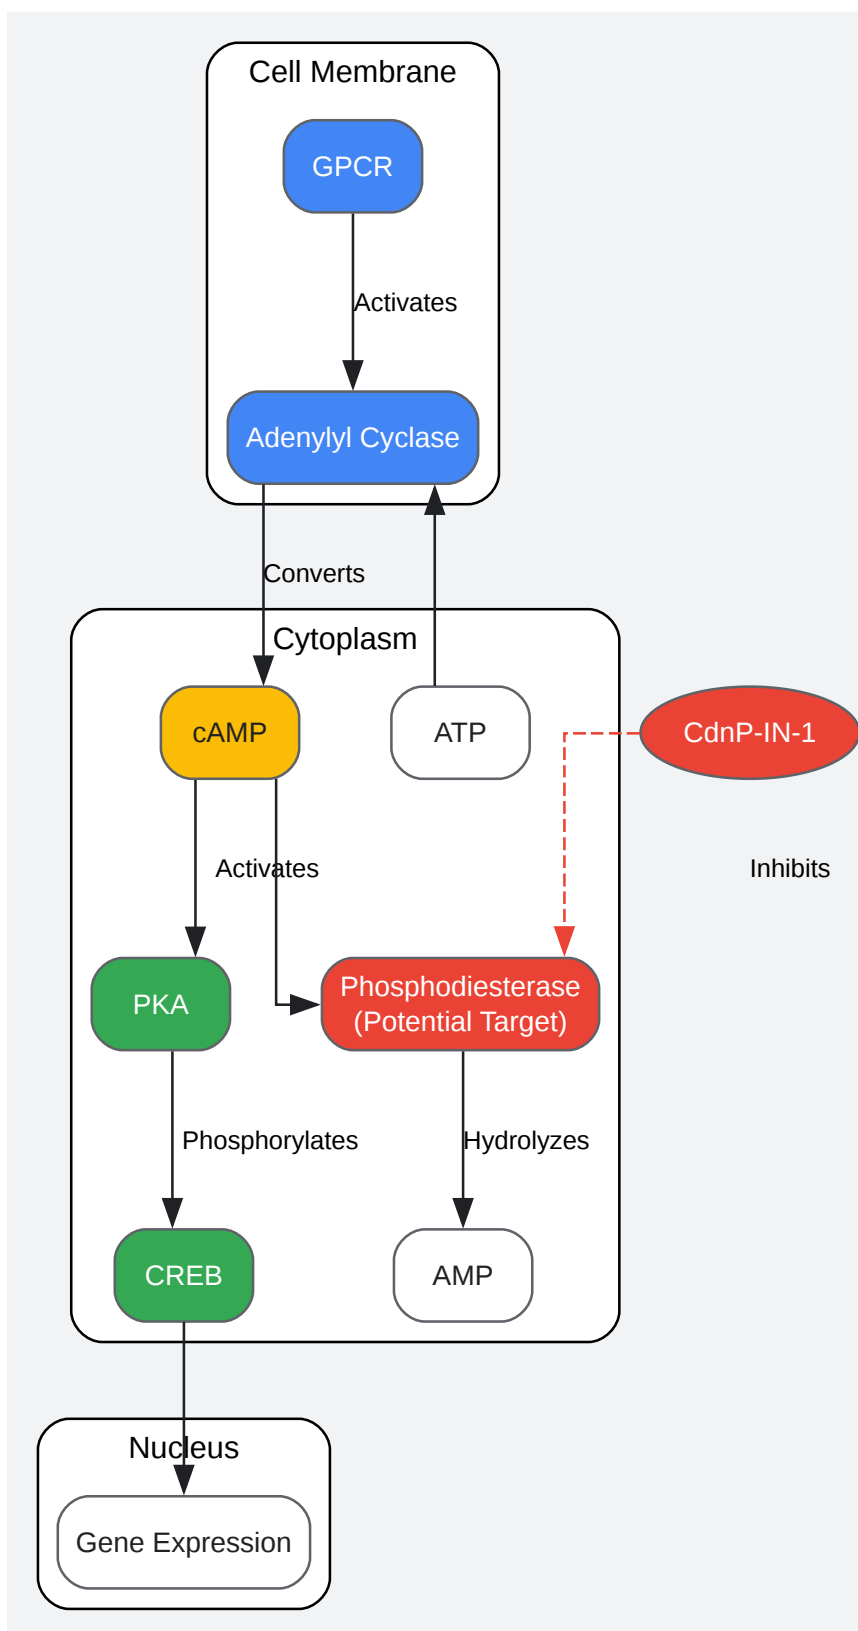 Cell Membrane
GPCR
Activates
Adenylyl Cyclase
Converts
Cytoplasm
cAMP
ATP
CdnP-IN-1
Activates
Inhibits
PKA
Phosphodiesterase
(Potential Target)
Phosphorylates
Hydrolyzes
CREB
AMP
Nucleus
Gene Expression